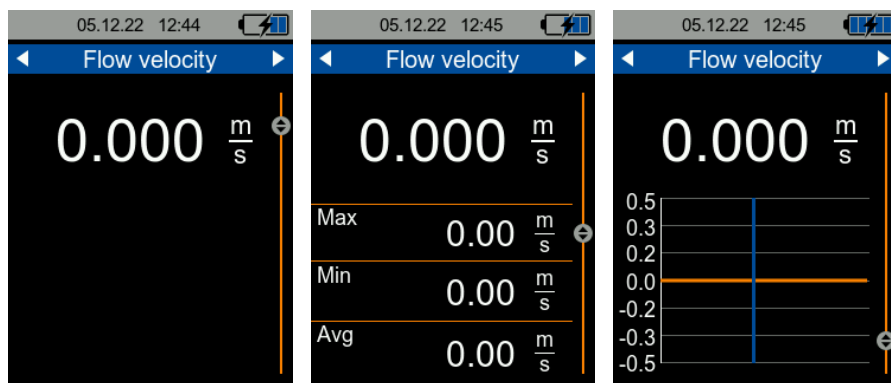 05.12.22 12:44
Flow velocity
0.000 m/s
05.12.22 12:45
Flow velocity
0.000 m/s
Max
0.00 m/s
Min
0.00 m/s
Avg
0.00 m/s
05.12.22 12:45
Flow velocity
0.000 m/s
0.5
0.3
0.2
0.0
-0.2
-0.3
-0.5